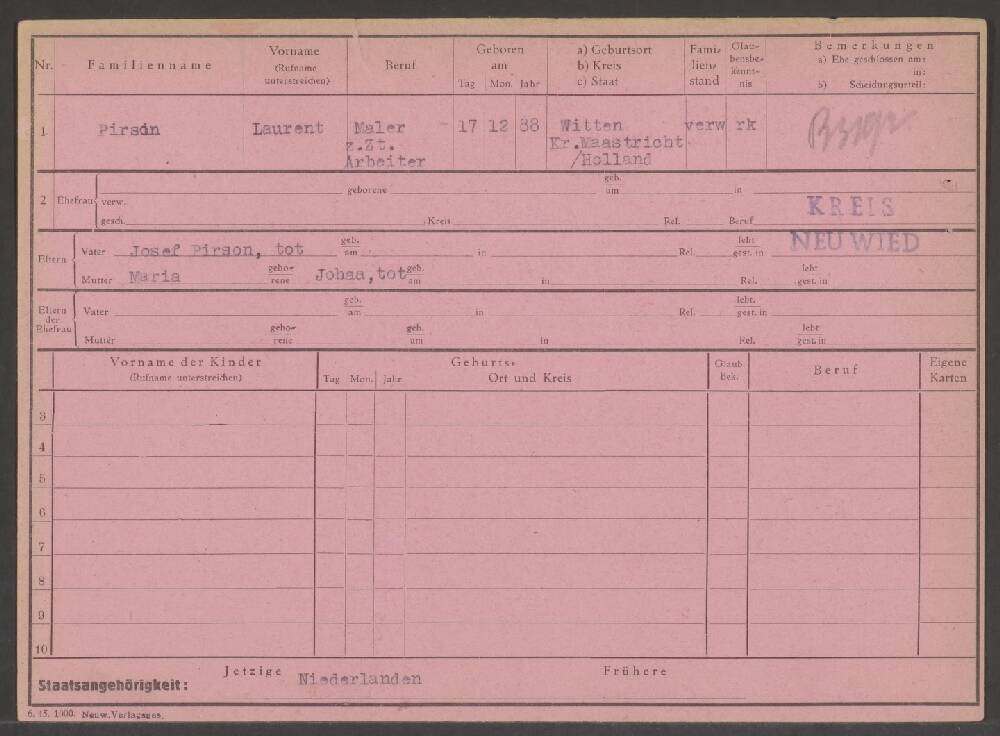 Nr. Familienname Vorname (Rufname unterstreichen) Beruf Geboren am Tag Mon. Jahr a) Geburtsort b) Kreis c) Staat Familienstand Glaubensbekenntnis Bemerkungen
a) Ehe geschlossen am:
in:
b) Scheidungsurteil:
1 Pirson Laurent Maler 17 12 88 Witten verw rk
z.Zt. Kr.Maastricht
Arbeiter /Holland
2 Ehefrau verw. geborene geb. am in
gesch. Kreis Rel. Beruf
KREIS
NEUWIED
Eltern Vater Josef Pirson, tot geb. am in Rel. lebt gest. in
Mutter Maria geborene Johaa, tot geb. am in Rel. lebt gest. in
Eltern der Ehefrau Vater geb. am in Rel. lebt. gest. in
Mutter geborene geb. am in Rel. lebt gest. in
Vorname der Kinder Geburts- Glaub Bek. Beruf Eigene Karten
(Rufname unterstreichen) Tag Mon. Jahr Ort und Kreis
3
4
5
6
7
8
9
10
Staatsangehörigkeit: Jetzige Niederlanden Frühere
6. 45. 1000. Neuw. Verlagsges.